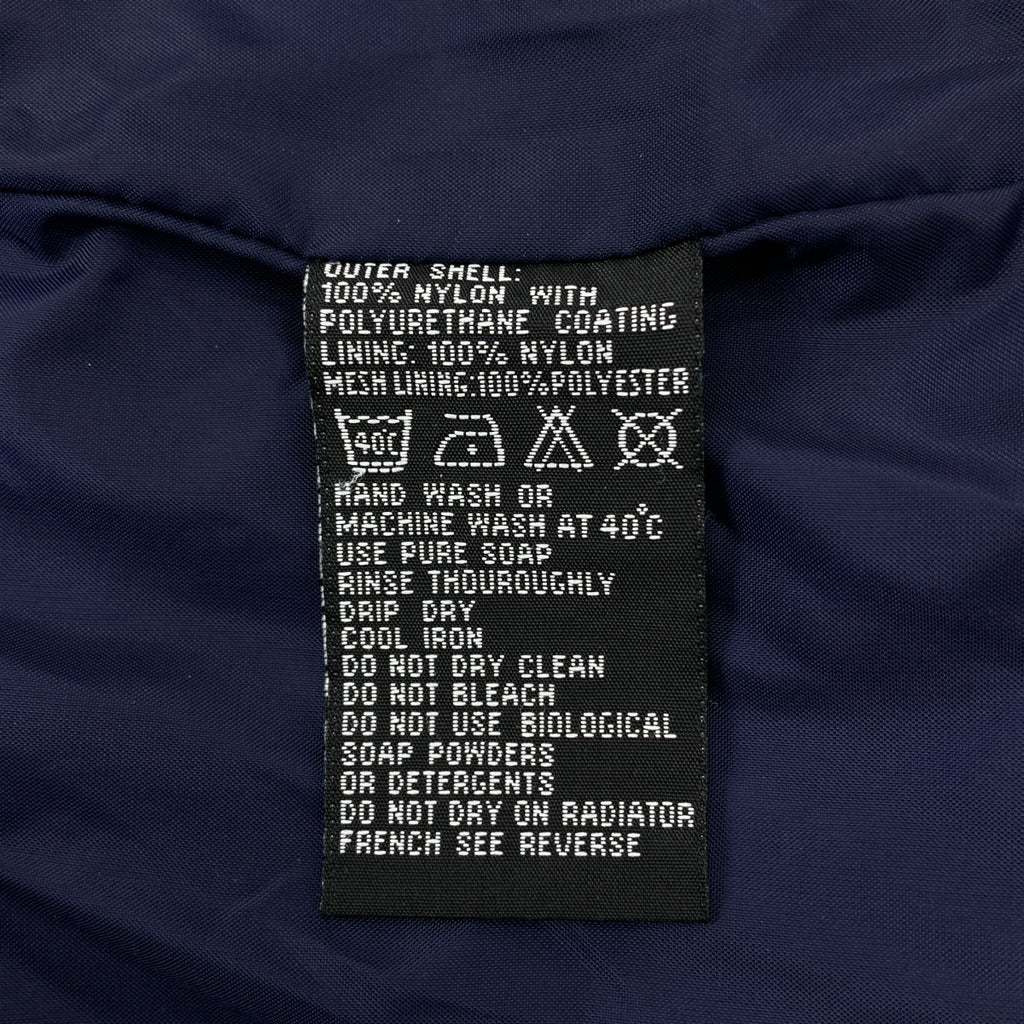 OUTER SHELL:
100% NYLON WITH
POLYURETHANE COATING
LINING: 100% NYLON
MESH LINING:100%POLYESTER
40°C
HAND WASH OR
MACHINE WASH AT 40°C
USE PURE SOAP
RINSE THOUROUGHLY
DRIP DRY
COOL IRON
DO NOT DRY CLEAN
DO NOT BLEACH
DO NOT USE BIOLOGICAL
SOAP POWDERS
OR DETERGENTS
DO NOT DRY ON RADIATOR
FRENCH SEE REVERSE